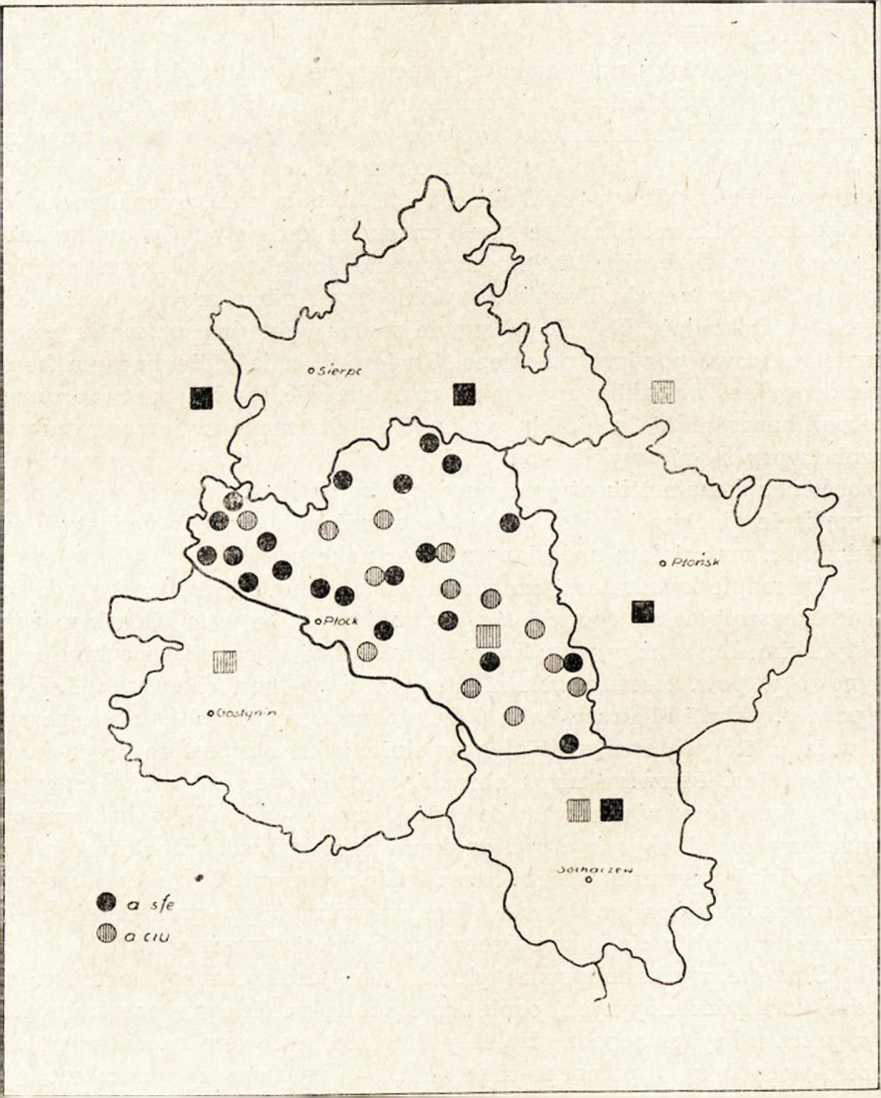 Sierpc
Płońsk
Płock
Gostynin
Sochaczew
a sfe
a ciu